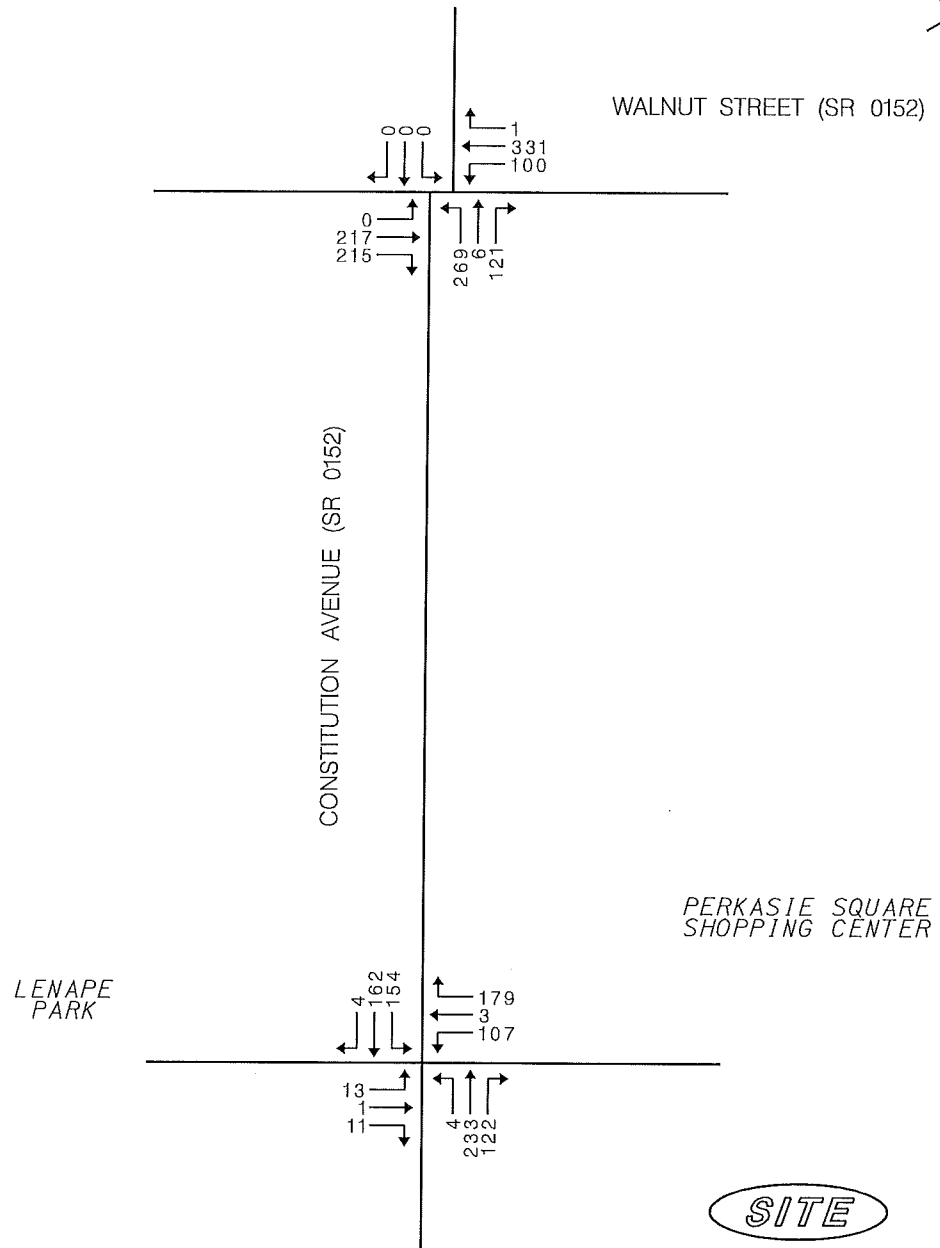 WALNUT STREET (SR 0152)
0 0 0
1
331
100
0
217
215
269 6 121
CONSTITUTION AVENUE (SR 0152)
PERKASIE SQUARE
SHOPPING CENTER
LENAPE
PARK
4 162 154
179
3
107
13
1
11
4 233 122
SITE